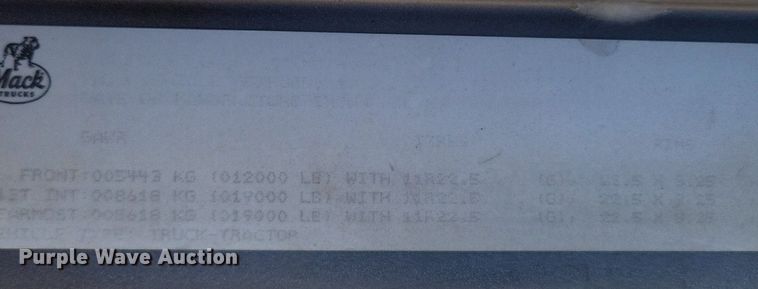 Mack
TRUCKS
GAWR TIRES RIMS
FRONT:005443 KG (012000 LB) WITH 11R22.5 (G), 22.5 X 8.25
1ST INT:008618 KG (019000 LB) WITH 11R22.5 (G), 22.5 X 8.25
EARMOST:008618 KG (019000 LB) WITH 11R22.5 (G), 22.5 X 8.25
TYPE: TRUCK-TRACTOR
Purple Wave Auction